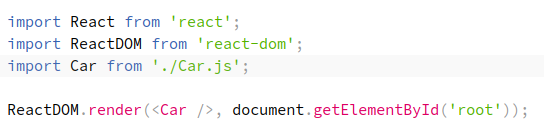 import React from 'react';
import ReactDOM from 'react-dom';
import Car from './Car.js';
ReactDOM.render(<Car />, document.getElementById('root'));